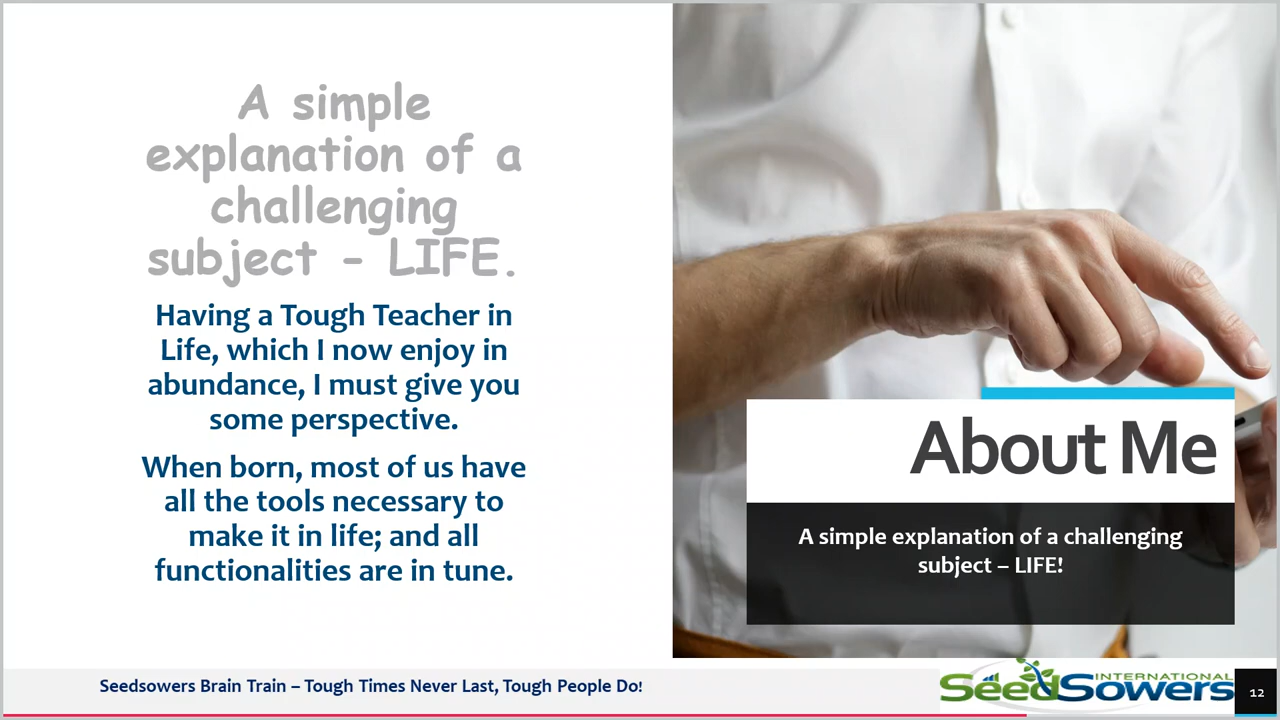 A simple
explanation of a
challenging
subject - LIFE.
Having a Tough Teacher in
Life, which I now enjoy in
abundance, I must give you
some perspective.
When born, most of us have
all the tools necessary to
make it in life; and all
functionalities are in tune.
About Me
A simple explanation of a challenging
subject – LIFE!
Seedsowers Brain Train – Tough Times Never Last, Tough People Do!
INTERNATIONAL
SeedSowers
12